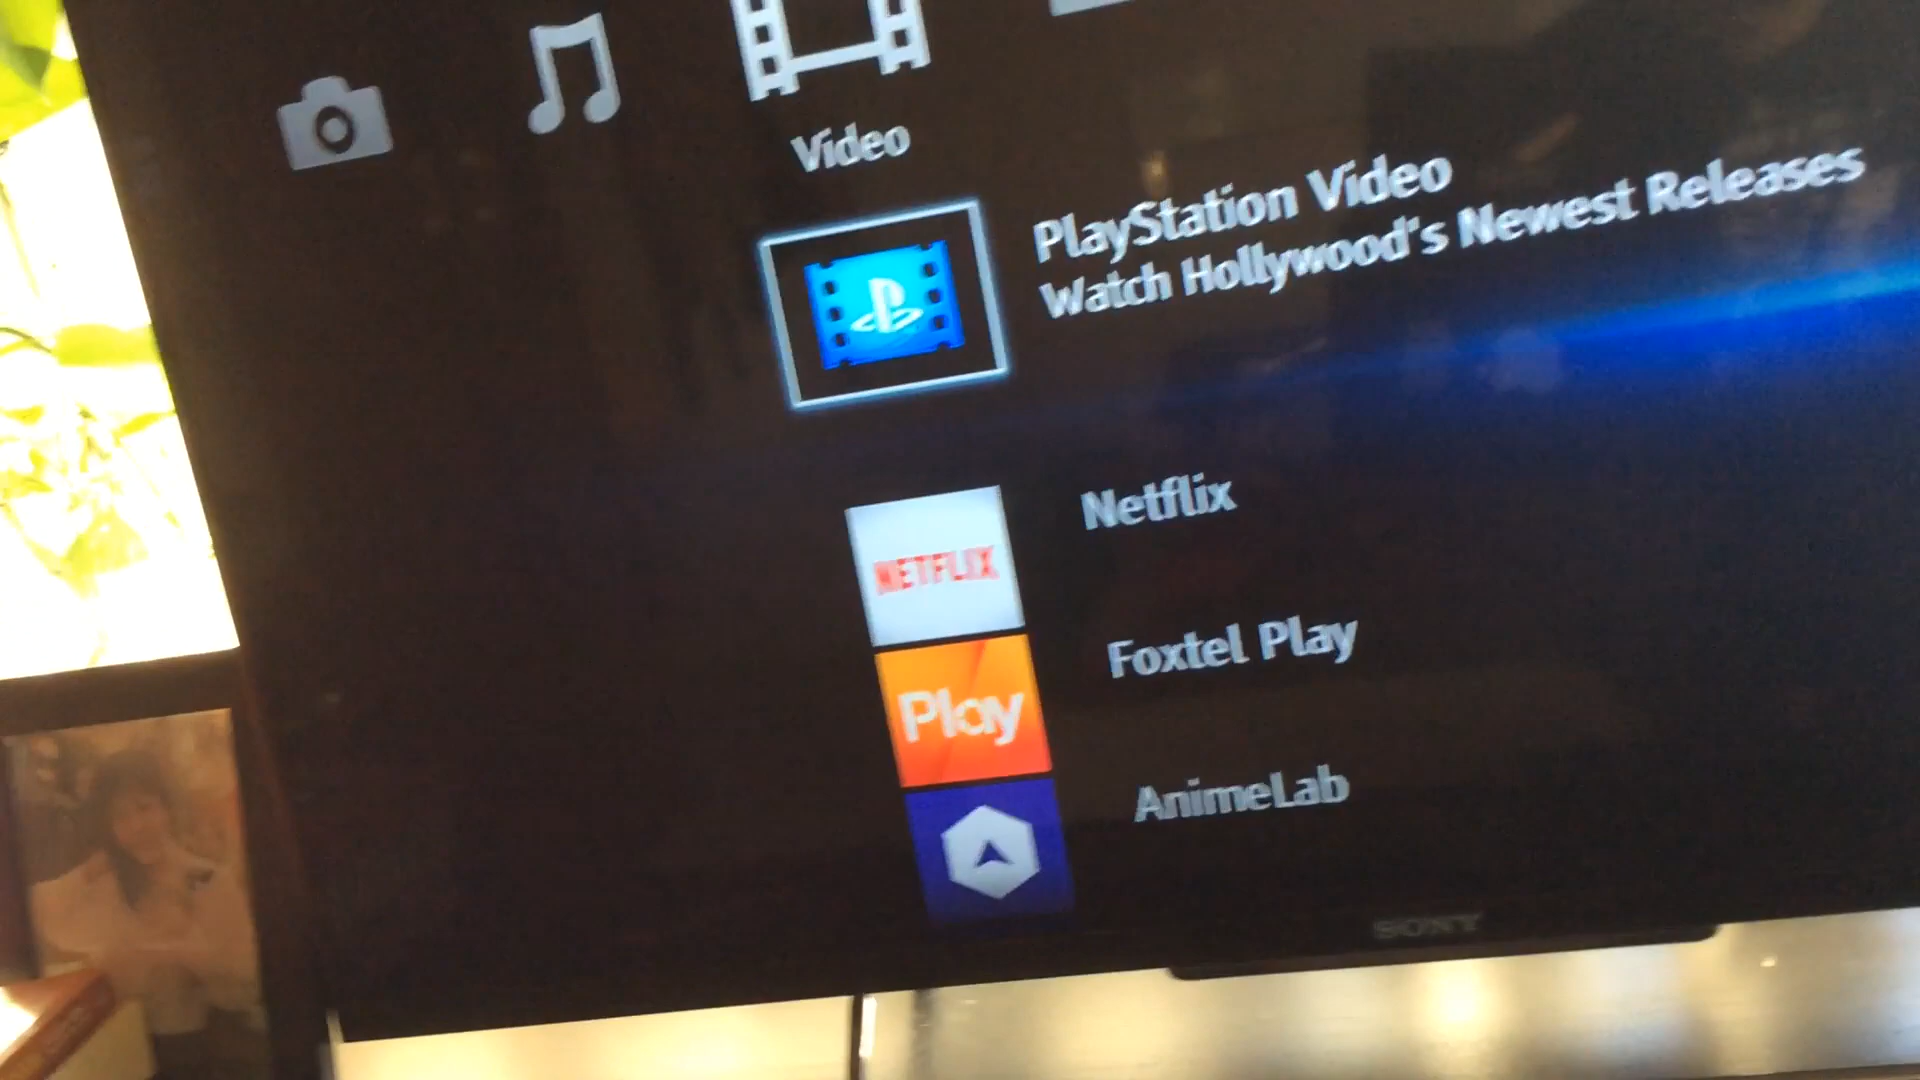 Video
PlayStation Video
Watch Hollywood's Newest Releases
Netflix
NETFLIX
Foxtel Play
Play
AnimeLab
SONY